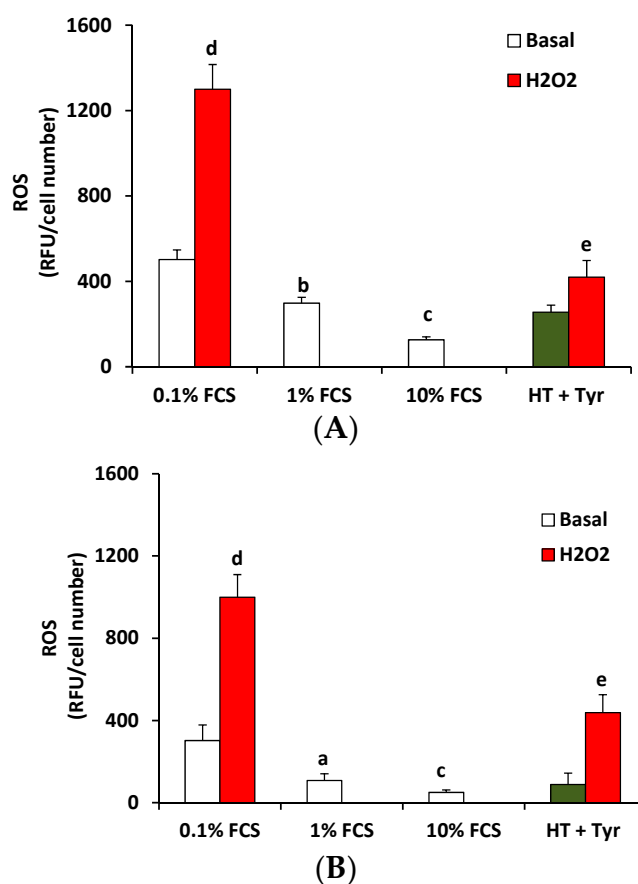 1600
1200
800
400
0
ROS
(RFU/cell number)
d
b
c
e
Basal
H2O2
0.1% FCS 1% FCS 10% FCS HT + Tyr
(A)
1600
1200
800
400
0
ROS
(RFU/cell number)
d
a
c
e
Basal
H2O2
0.1% FCS 1% FCS 10% FCS HT + Tyr
(B)